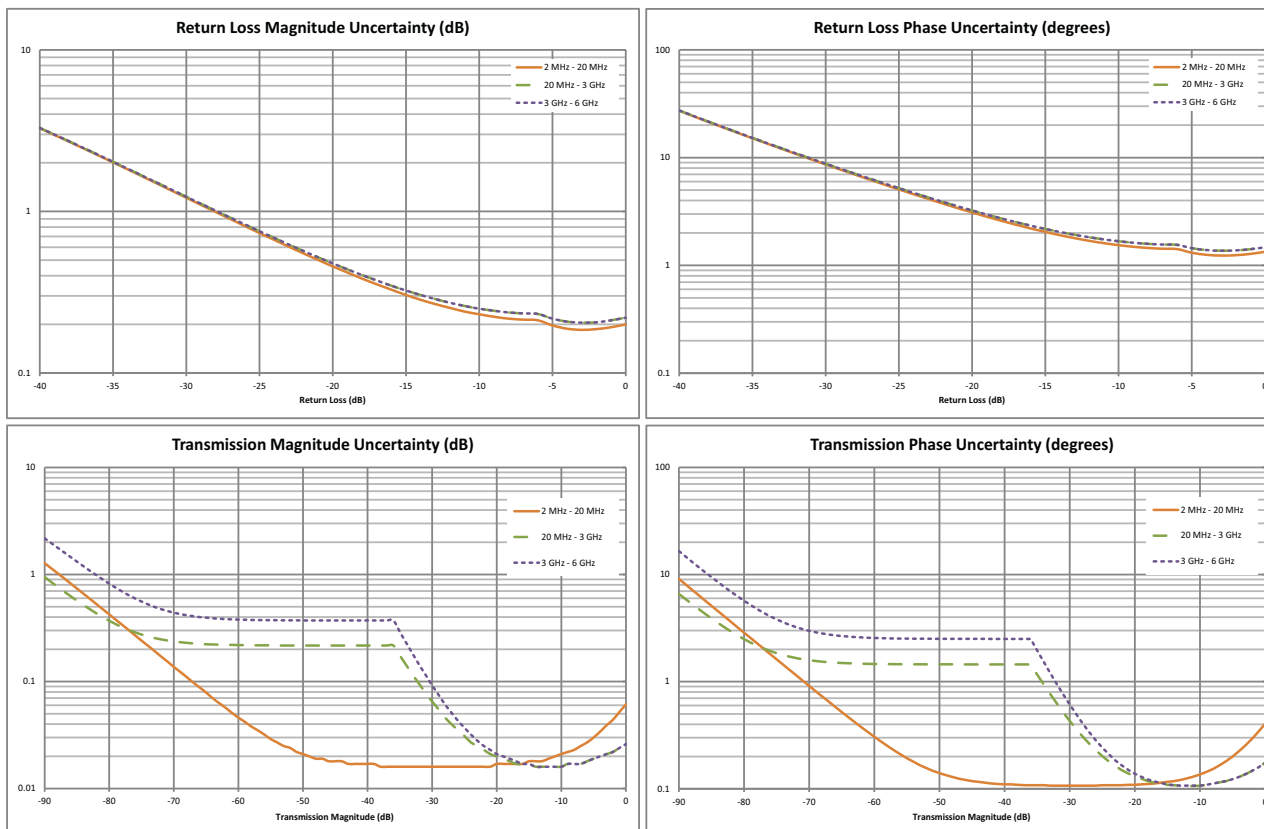 Return Loss Magnitude Uncertainty (dB)
10
1
0.1
2 MHz - 20 MHz
20 MHz - 3 GHz
3 GHz - 6 GHz
-40 -35 -30 -25 -20 -15 -10 -5 0
Return Loss (dB)
Return Loss Phase Uncertainty (degrees)
100
10
1
0.1
2 MHz - 20 MHz
20 MHz - 3 GHz
3 GHz - 6 GHz
-40 -35 -30 -25 -20 -15 -10 -5 0
Return Loss (dB)
Transmission Magnitude Uncertainty (dB)
10
1
0.1
0.01
2 MHz - 20 MHz
20 MHz - 3 GHz
3 GHz - 6 GHz
-90 -80 -70 -60 -50 -40 -30 -20 -10 0
Transmission Magnitude (dB)
Transmission Phase Uncertainty (degrees)
100
10
1
0.1
2 MHz - 20 MHz
20 MHz - 3 GHz
3 GHz - 6 GHz
-90 -80 -70 -60 -50 -40 -30 -20 -10 0
Transmission Magnitude (dB)